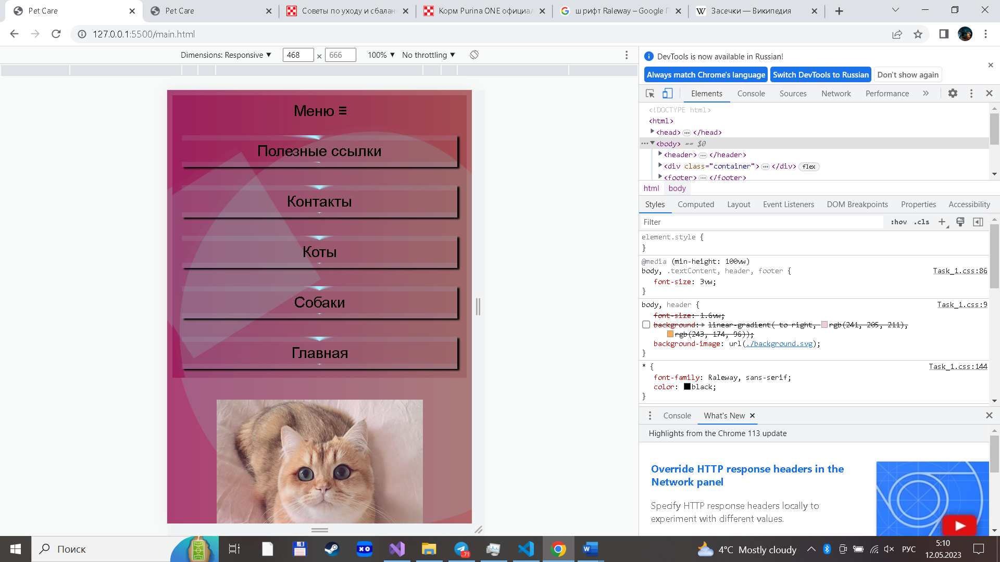 Pet Care
Pet Care
Советы по уходу и сбалан
Корм Purina ONE официал
шрифт Raleway – Google П
Засечки — Википедия
127.0.0.1:5500/main.html
Dimensions: Responsive ▼
468 × 666
100% ▼
No throttling ▼
DevTools is now available in Russian!
Always match Chrome's language
Switch DevTools to Russian
Don't show again
Elements
Console
Sources
Network
Performance
<!DOCTYPE html>
<html>
<head> ... </head>
... <body> == $0
<header> ... </header>
<div class="container"> ... </div> flex
<footer> ... </footer>
html body
Styles
Computed
Layout
Event Listeners
DOM Breakpoints
Properties
Accessibility
Filter
:hov .cls
element.style {
}
@media (min-height: 100vw)
body, .textContent, header, footer { Task_1.css:86
font-size: 3vw;
}
body, header { Task_1.css:9
font-size: 1.6vw;
background: linear-gradient( to right, rgb(241, 205, 211),
rgb(243, 174, 96));
background-image: url(./background.svg);
}
* { Task_1.css:144
font-family: Raleway, sans-serif;
color: black;
}
Console
What's New
Highlights from the Chrome 113 update
Override HTTP response headers in the
Network panel
Specify HTTP response headers locally to
experiment with different values.
Меню ☰
Полезные ссылки
Контакты
Коты
Собаки
Главная
Поиск
..71
4°C Mostly cloudy
РУС
5:10
12.05.2023